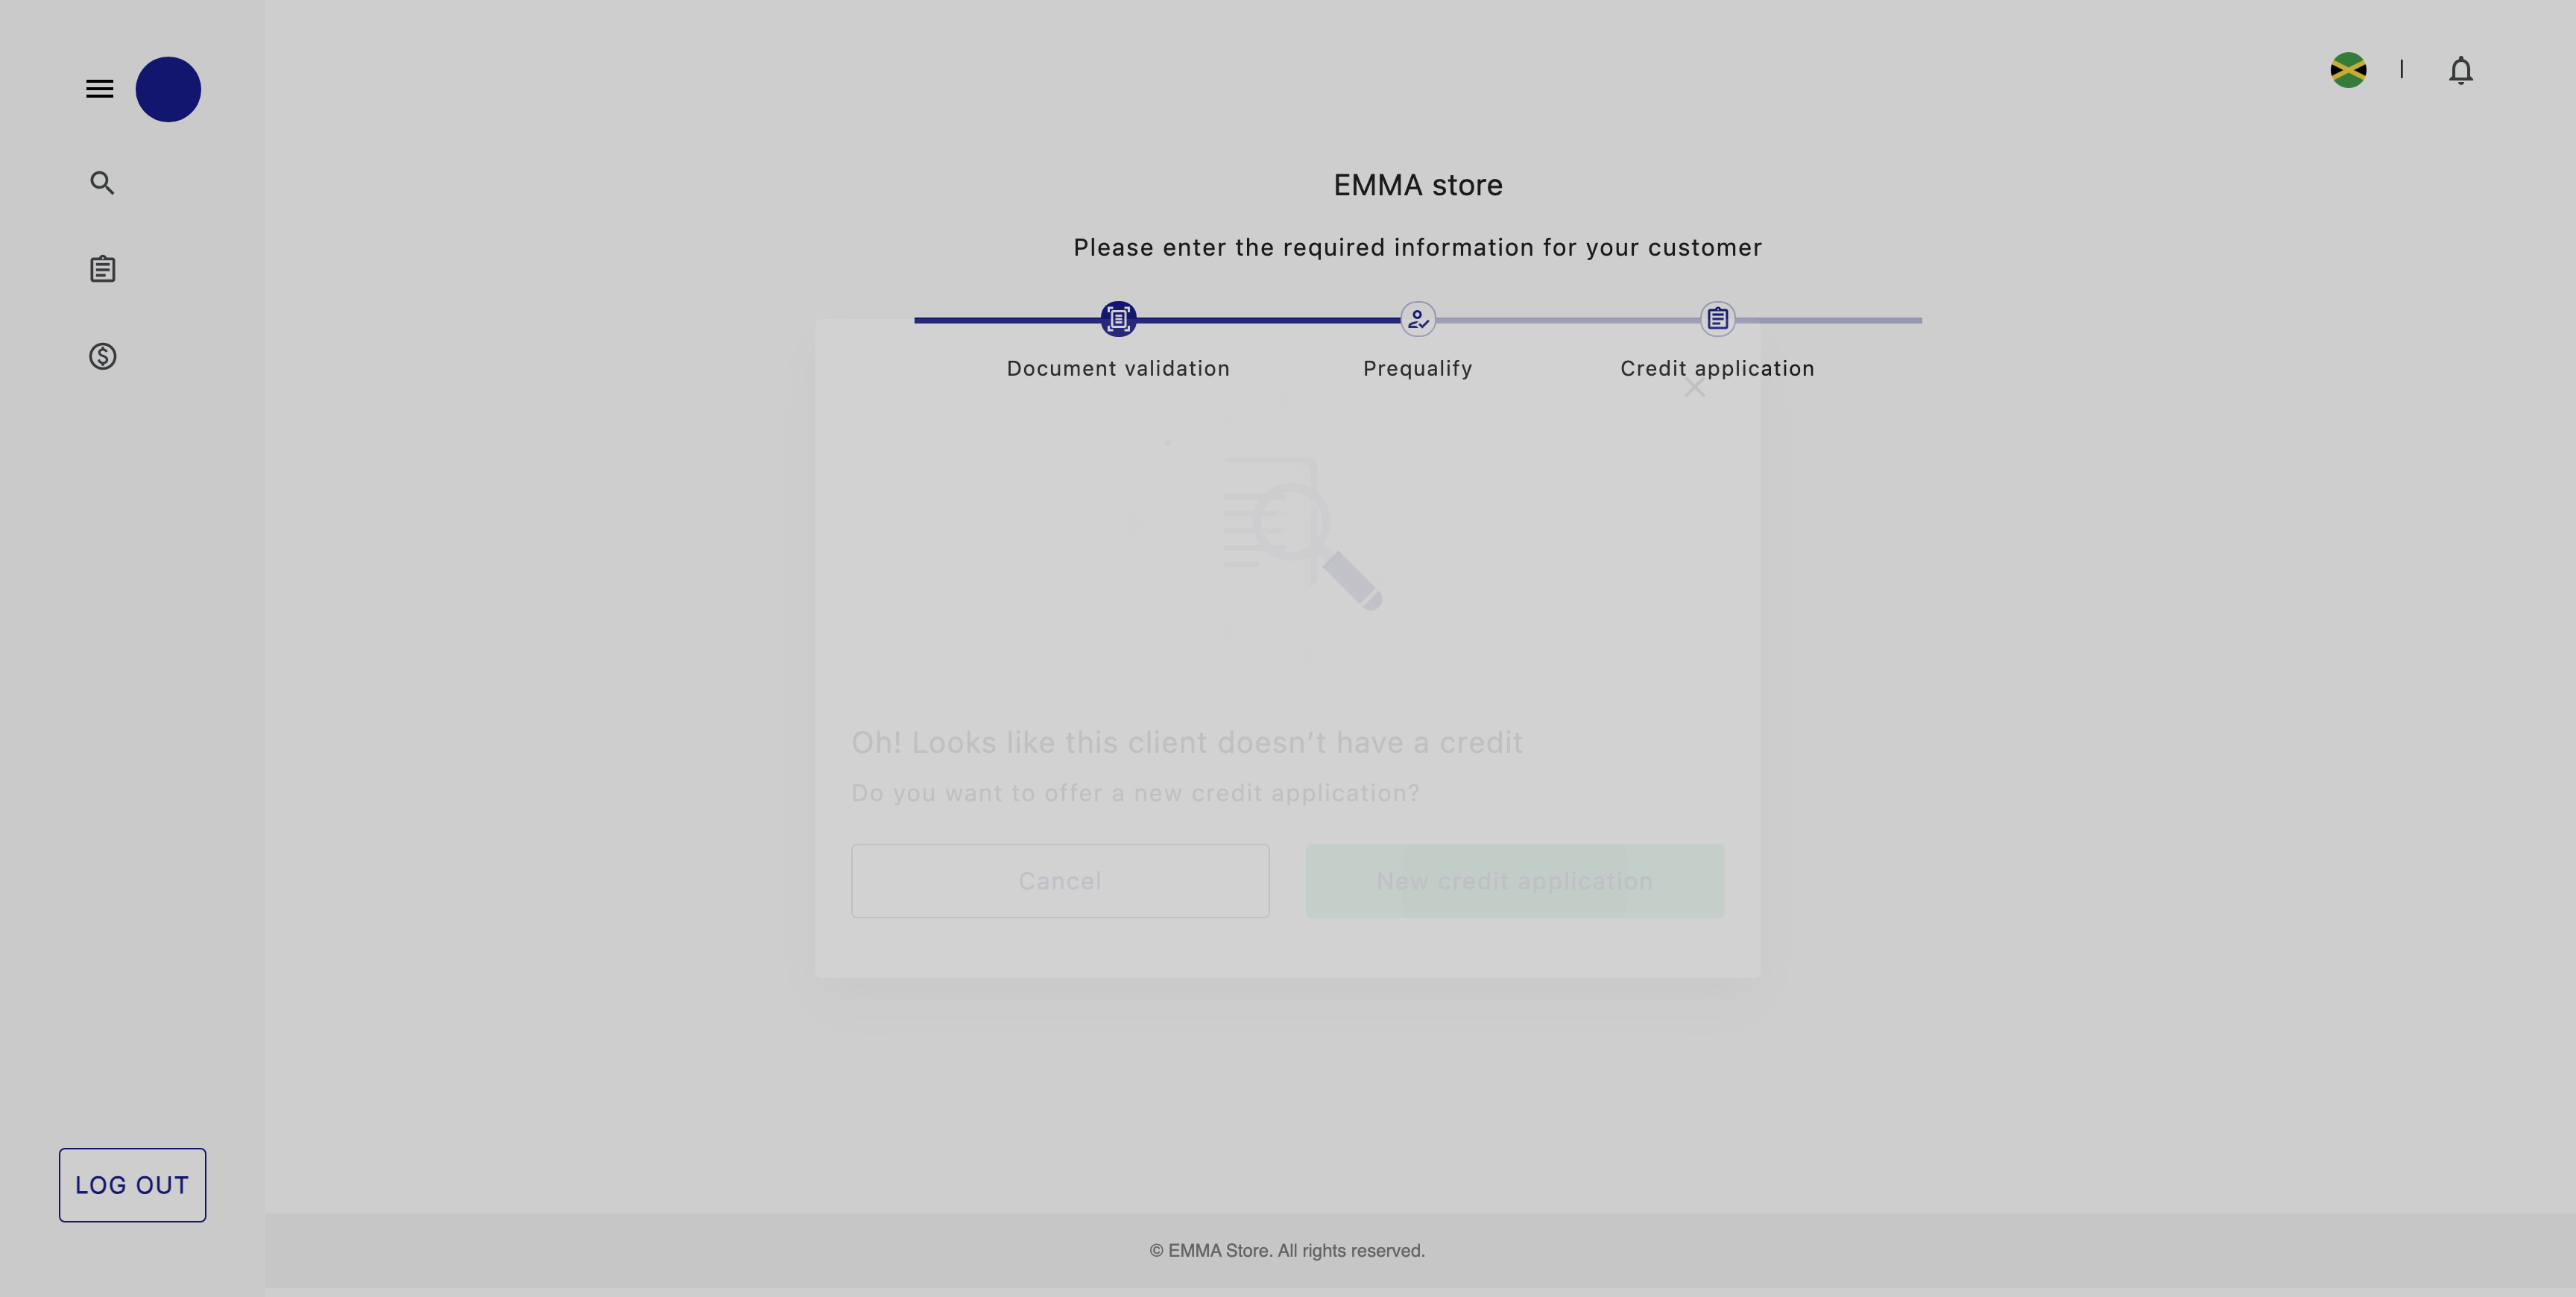 EMMA store
Please enter the required information for your customer
Document validation
Prequalify
Credit application
Oh! Looks like this client doesn’t have a credit
Do you want to offer a new credit application?
Cancel
New credit application
LOG OUT
© EMMA Store. All rights reserved.